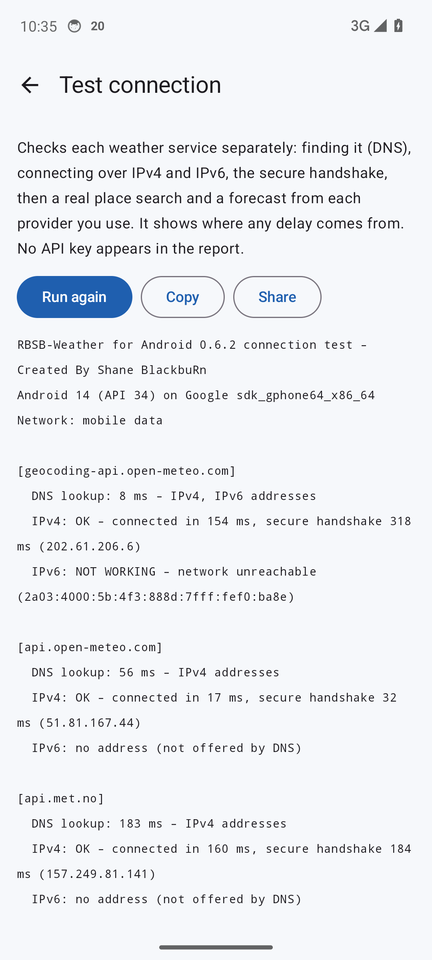 10:35 20 3G
Test connection
Checks each weather service separately: finding it (DNS),
connecting over IPv4 and IPv6, the secure handshake,
then a real place search and a forecast from each
provider you use. It shows where any delay comes from.
No API key appears in the report.
Run again Copy Share
RBSB-Weather for Android 0.6.2 connection test –
Created By Shane BlackbuRn
Android 14 (API 34) on Google sdk_gphone64_x86_64
Network: mobile data
[geocoding-api.open-meteo.com]
DNS lookup: 8 ms – IPv4, IPv6 addresses
IPv4: OK – connected in 154 ms, secure handshake 318
ms (202.61.206.6)
IPv6: NOT WORKING – network unreachable
(2a03:4000:5b:4f3:888d:7fff:fef0:ba8e)
[api.open-meteo.com]
DNS lookup: 56 ms – IPv4 addresses
IPv4: OK – connected in 17 ms, secure handshake 32
ms (51.81.167.44)
IPv6: no address (not offered by DNS)
[api.met.no]
DNS lookup: 183 ms – IPv4 addresses
IPv4: OK – connected in 160 ms, secure handshake 184
ms (157.249.81.141)
IPv6: no address (not offered by DNS)